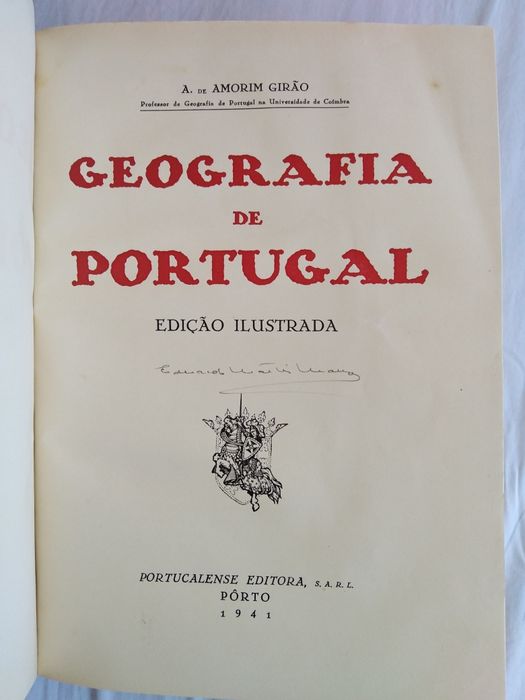 A. DE AMORIM GIRÃO
Professor de Geografia de Portugal na Universidade de Coimbra
GEOGRAFIA
DE
PORTUGAL
EDIÇÃO ILUSTRADA
Eduardo
PORTUCALENSE EDITORA, S. A. R. L.
PÔRTO
1941